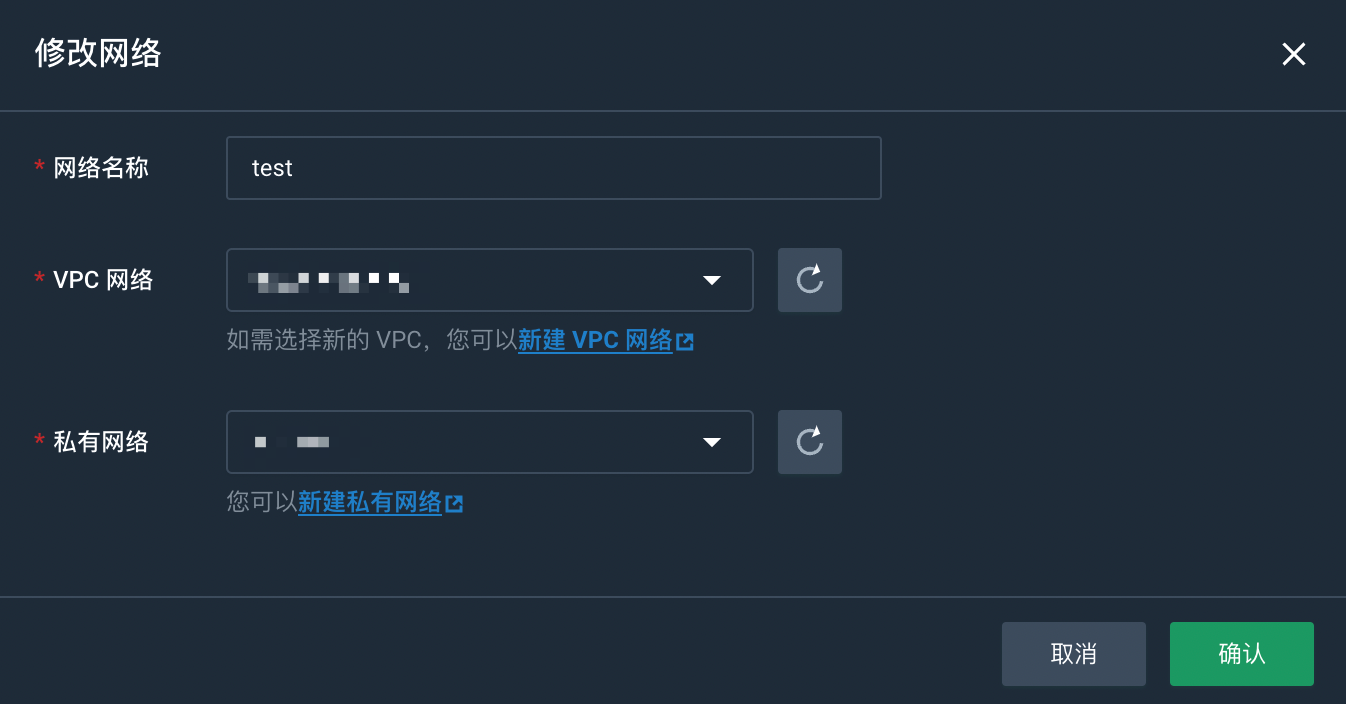 修改网络
* 网络名称
test
* VPC 网络
如需选择新的 VPC，您可以新建 VPC 网络
* 私有网络
您可以新建私有网络
取消
确认